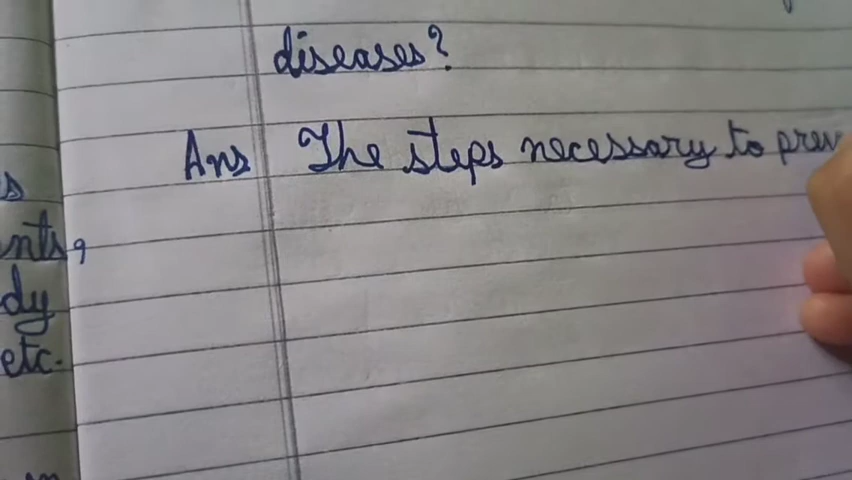 diseases?
Ans The steps necessary to prev
s
nts,
dy
etc.